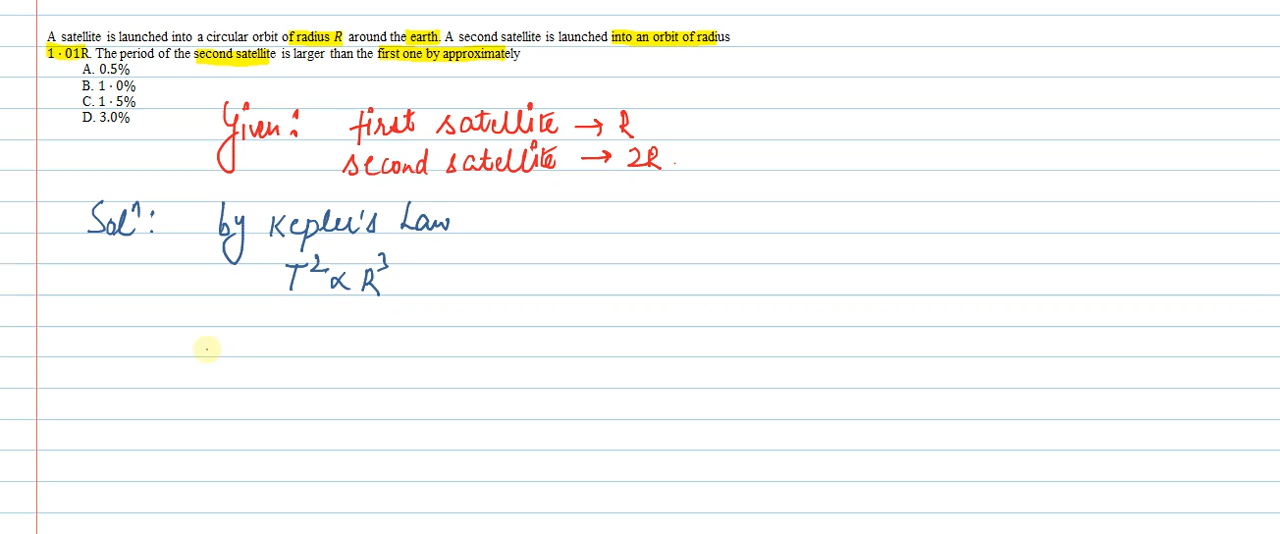 A satellite is launched into a circular orbit of radius R around the earth. A second satellite is launched into an orbit of radius
1·01R. The period of the second satellite is larger than the first one by approximately
A. 0.5%
B. 1·0%
C. 1·5%
D. 3.0%
Given: first satellite → R
second satellite → 2R.
Solⁿ: by Kepler's Law
T² ∝ R³